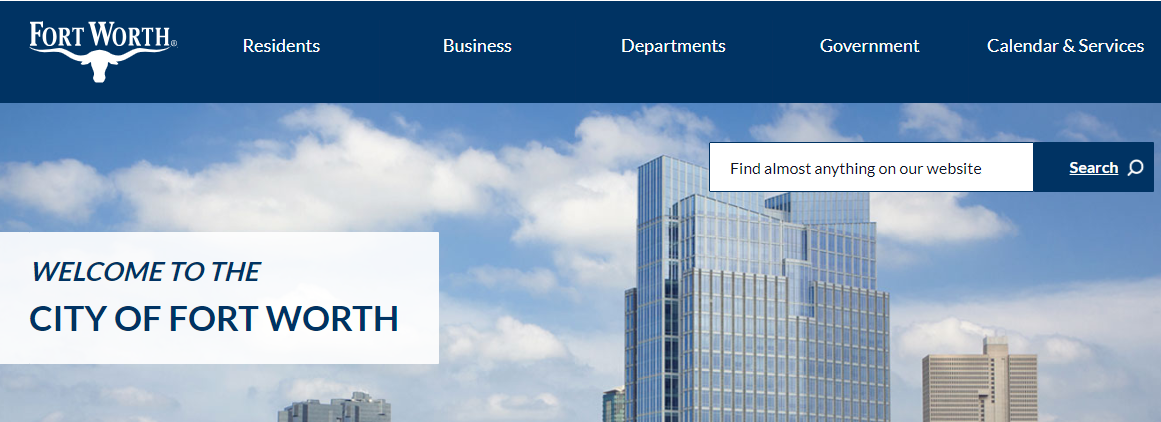 FORT WORTH®
Residents
Business
Departments
Government
Calendar & Services
Find almost anything on our website
Search
WELCOME TO THE
CITY OF FORT WORTH